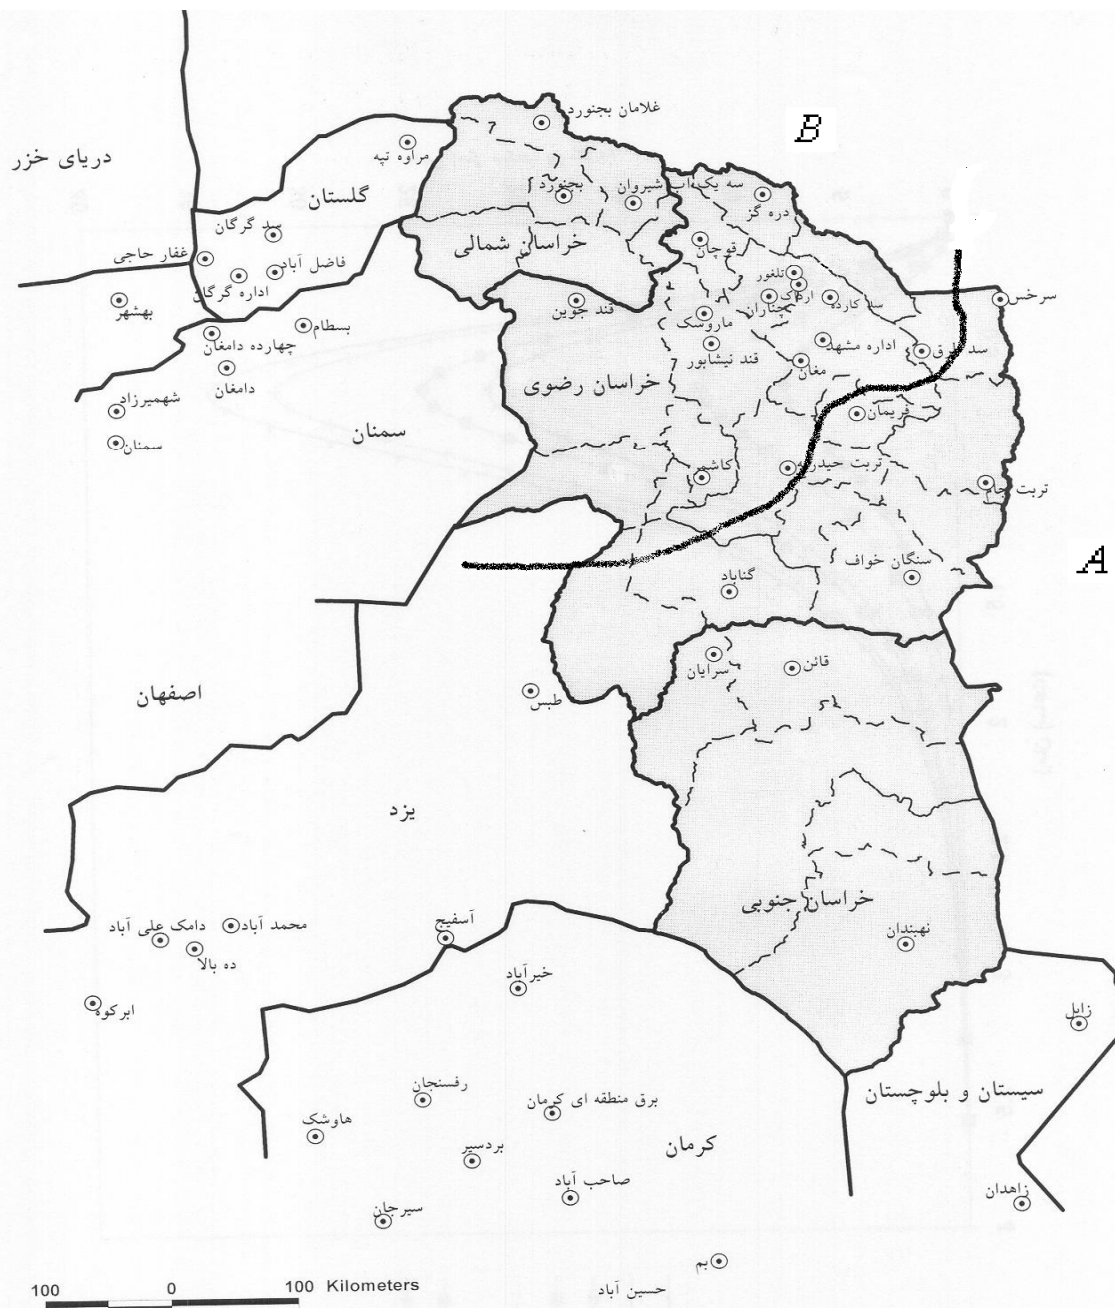 غلامان بجنورد
B
دریای خزر
مراوه تپه
گلستان
بجنورد
شیروان
سه یک آب
دره گز
سد گرگان
خراسان شمالی
قوچان
غفار حاجی
فاضل آباد
اداره گرگان
تلغور
ارداک
چناران
سد کارده
سرخس
بهشهر
قند جوین
ماروسک
بسطام
چهارده دامغان
اداره مشهد
سد طرق
قند نیشابور
مغان
دامغان
خراسان رضوی
شهمیرزاد
فریمان
سمنان
سمنان
کاشمر
تربت حیدریه
تربت جام
A
سنگان خواف
گناباد
سرایان
قائن
اصفهان
طبس
یزد
خراسان جنوبی
آسفیج
محمد آباد
دامک علی آباد
نهبندان
ده بالا
خیرآباد
ابرکوه
زابل
رفسنجان
سیستان و بلوچستان
برق منطقه ای کرمان
هاوشک
کرمان
بردسیر
صاحب آباد
زاهدان
سیرجان
بم
حسین آباد
100 0 100 Kilometers